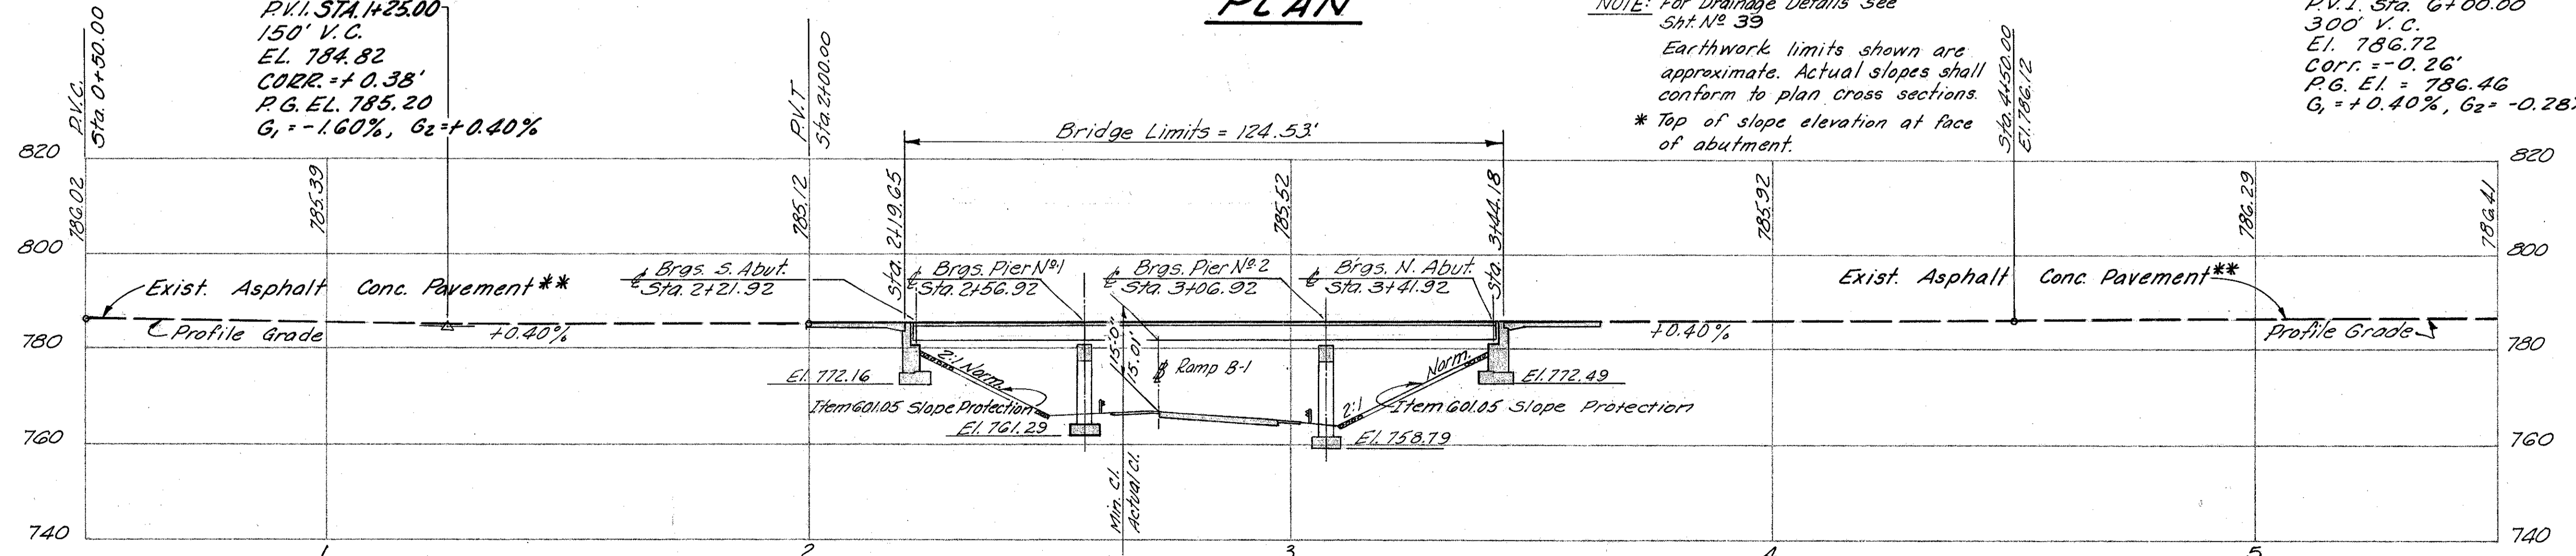 PLAN
P.V.C.
Sta. 0+50.00
P.V.I. STA. 1+25.00
150' V.C.
EL. 784.82
CORR. = + 0.38'
P.G. EL. 785.20
G₁ = -1.60%, G₂ = +0.40%
P.V.T
Sta. 2+00.00
Bridge Limits = 124.53'
NOTE: For Drainage Details See
Sht. Nº 39
Earthwork limits shown are
approximate. Actual slopes shall
conform to plan cross sections.
* Top of slope elevation at face
of abutment.
Sta. 4+50.00
El. 786.12
P.V.I. Sta. 6+00.00
300' V.C.
El. 786.72
Corr. = -0.26'
P.G. El. = 786.46
G₁ = +0.40%, G₂ = -0.28%
820
786.02
785.39
785.12
Sta. 2+19.65
785.52
Sta. 3+44.18
785.92
786.29
786.41
820
800
800
Exist. Asphalt Conc. Pavement **
℄ Brgs. S. Abut.
Sta. 2+21.92
℄ Brgs. Pier Nº 1
Sta. 2+56.92
℄ Brgs. Pier Nº 2
Sta. 3+06.92
℄ Brgs. N. Abut.
Sta. 3+41.92
Exist. Asphalt Conc. Pavement **
Profile Grade
+0.40%
+0.40%
Profile Grade
780
780
15'-0"
15.01'
℄ Ramp B-1
2:1 Norm.
Norm.
2:1
El. 772.16
El. 772.49
Item 601.05 Slope Protection
Item 601.05 Slope Protection
El. 761.29
El. 758.79
760
760
Min. Cl.
Actual Cl.
740
740
1
2
3
4
5